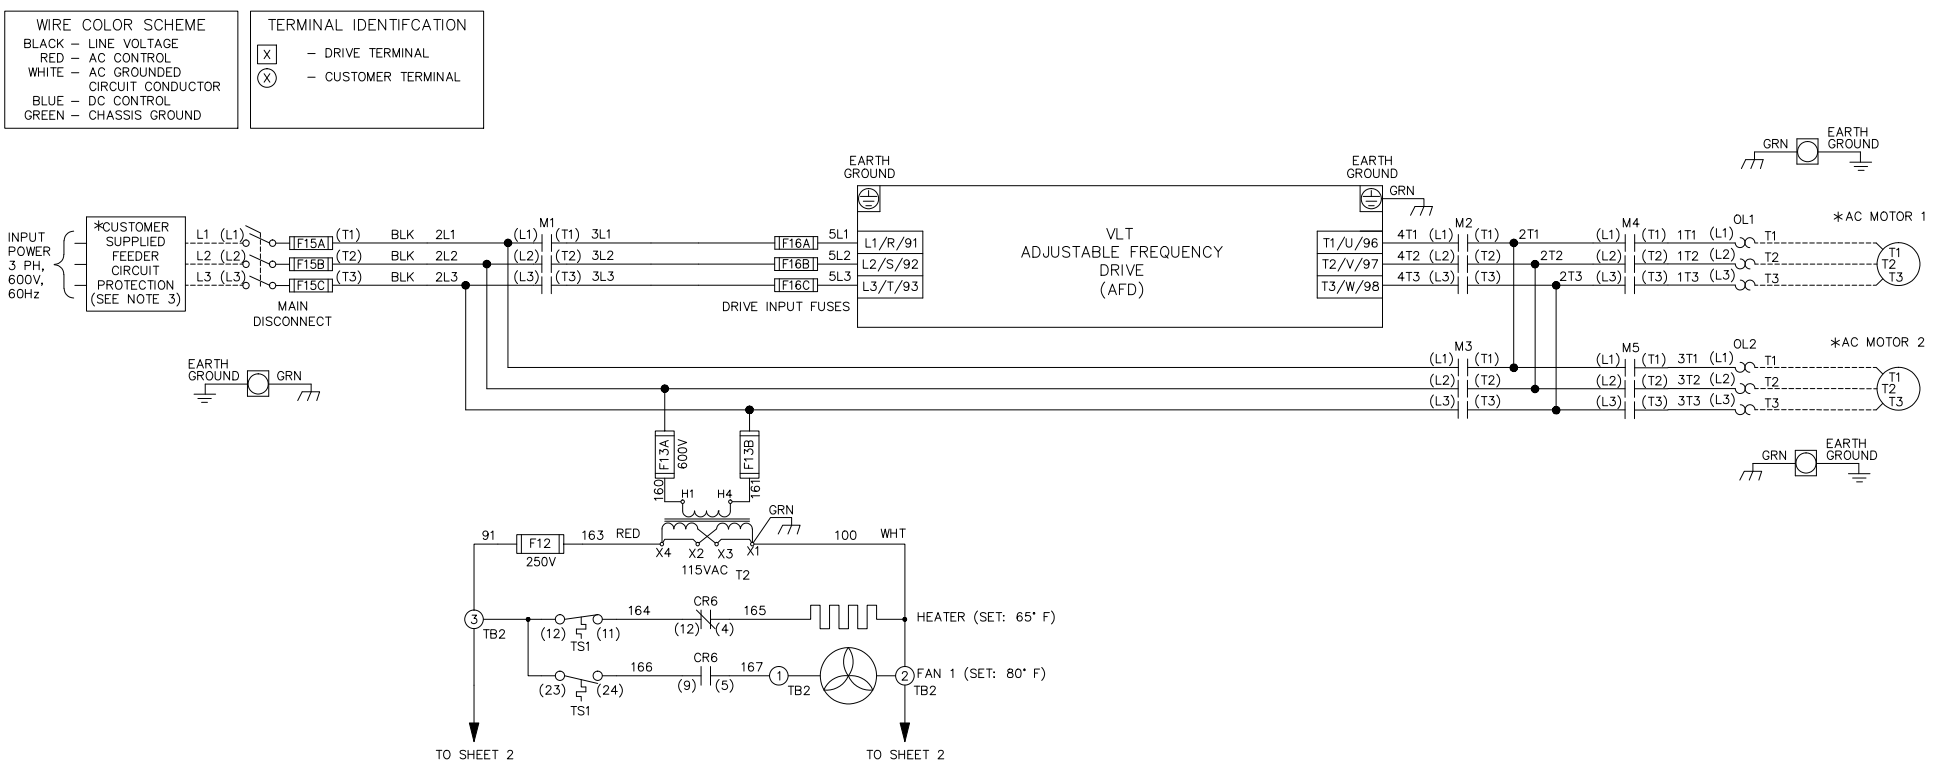 WIRE COLOR SCHEME
BLACK – LINE VOLTAGE
RED – AC CONTROL
WHITE – AC GROUNDED
CIRCUIT CONDUCTOR
BLUE – DC CONTROL
GREEN – CHASSIS GROUND
TERMINAL IDENTIFCATION
X – DRIVE TERMINAL
X – CUSTOMER TERMINAL
INPUT
POWER
3 PH,
600V,
60Hz
*CUSTOMER
SUPPLIED
FEEDER
CIRCUIT
PROTECTION
(SEE NOTE 3)
L1 (L1) F15A (T1) BLK 2L1 (L1) M1 (T1) 3L1 F16A 5L1 L1/R/91
L2 (L2) F15B (T2) BLK 2L2 (L2) (T2) 3L2 F16B 5L2 L2/S/92
L3 (L3) F15C (T3) BLK 2L3 (L3) (T3) 3L3 F16C 5L3 L3/T/93
MAIN
DISCONNECT
DRIVE INPUT FUSES
EARTH
GROUND
VLT
ADJUSTABLE FREQUENCY
DRIVE
(AFD)
EARTH
GROUND
GRN
T1/U/96 4T1 (L1) M2 (T1) 2T1 (L1) M4 (T1) 1T1 (L1) OL1 T1
T2/V/97 4T2 (L2) (T2) 2T2 (L2) (T2) 1T2 (L2) T2
T3/W/98 4T3 (L3) (T3) 2T3 (L3) (T3) 1T3 (L3) T3
*AC MOTOR 1
T1
T2
T3
GRN
EARTH
GROUND
EARTH
GROUND
GRN
(L1) M3 (T1) (L1) M5 (T1) 3T1 (L1) OL2 T1
(L2) (T2) (L2) (T2) 3T2 (L2) T2
(L3) (T3) (L3) (T3) 3T3 (L3) T3
*AC MOTOR 2
T1
T2
T3
GRN
EARTH
GROUND
F13A
600V
F13B
160
H1 H4
161
GRN
91 F12 163 RED
250V
X4 X2 X3 X1
100 WHT
115VAC T2
3
TB2
(12) (11)
TS1
164
CR6
(12) (4)
165
HEATER (SET: 65° F)
(23) (24)
TS1
166
CR6
(9) (5)
167
1
TB2
2
TB2
FAN 1 (SET: 80° F)
TO SHEET 2
TO SHEET 2